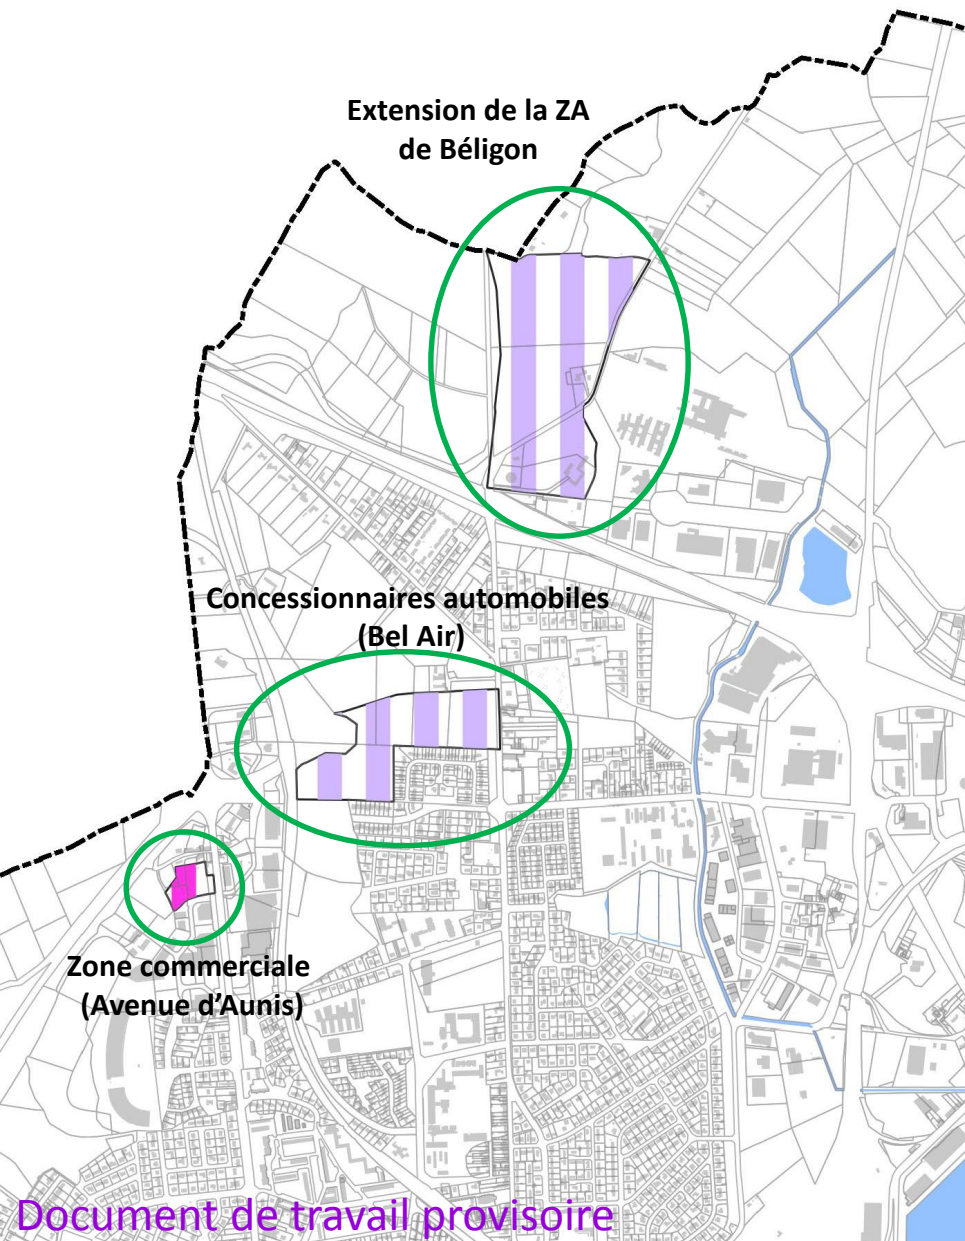 Extension de la ZA
de Béligon
Concessionnaires automobiles
(Bel Air)
Zone commerciale
(Avenue d'Aunis)
Document de travail provisoire